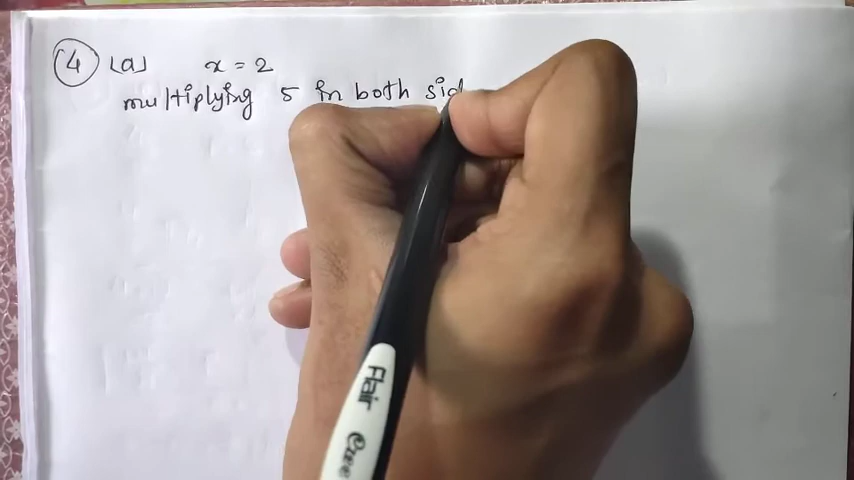 4 (a) x = 2
multiplying 5 in both sid
Flair